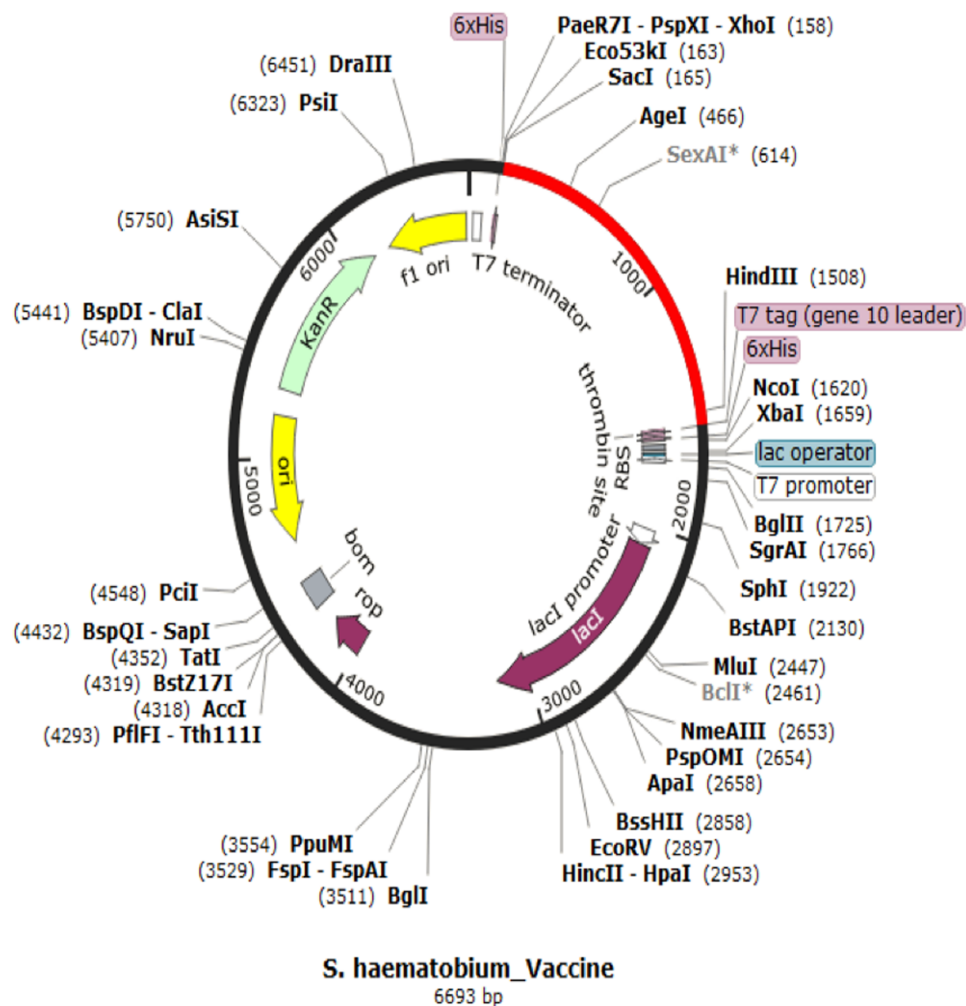 6xHis
PaeR7I - PspXI - XhoI (158)
Eco53kI (163)
SacI (165)
AgeI (466)
SexAI* (614)
HindIII (1508)
T7 tag (gene 10 leader)
6xHis
NcoI (1620)
XbaI (1659)
lac operator
T7 promoter
BglII (1725)
SgrAI (1766)
SphI (1922)
BstAPI (2130)
MluI (2447)
BclI* (2461)
NmeAIII (2653)
PspOMI (2654)
ApaI (2658)
BssHII (2858)
EcoRV (2897)
HincII - HpaI (2953)
(3511) BglI
(3529) FspI - FspAI
(3554) PpuMI
(4293) PflFI - Tth111I
(4318) AccI
(4319) BstZ17I
(4352) TatI
(4432) BspQI - SapI
(4548) PciI
(5407) NruI
(5441) BspDI - ClaI
(5750) AsiSI
(6323) PsiI
(6451) DraIII
1000
2000
3000
4000
5000
6000
T7 terminator
thrombin site
RBS
lacI promoter
lacI
rop
bom
ori
KanR
f1 ori
S. haematobium_Vaccine
6693 bp